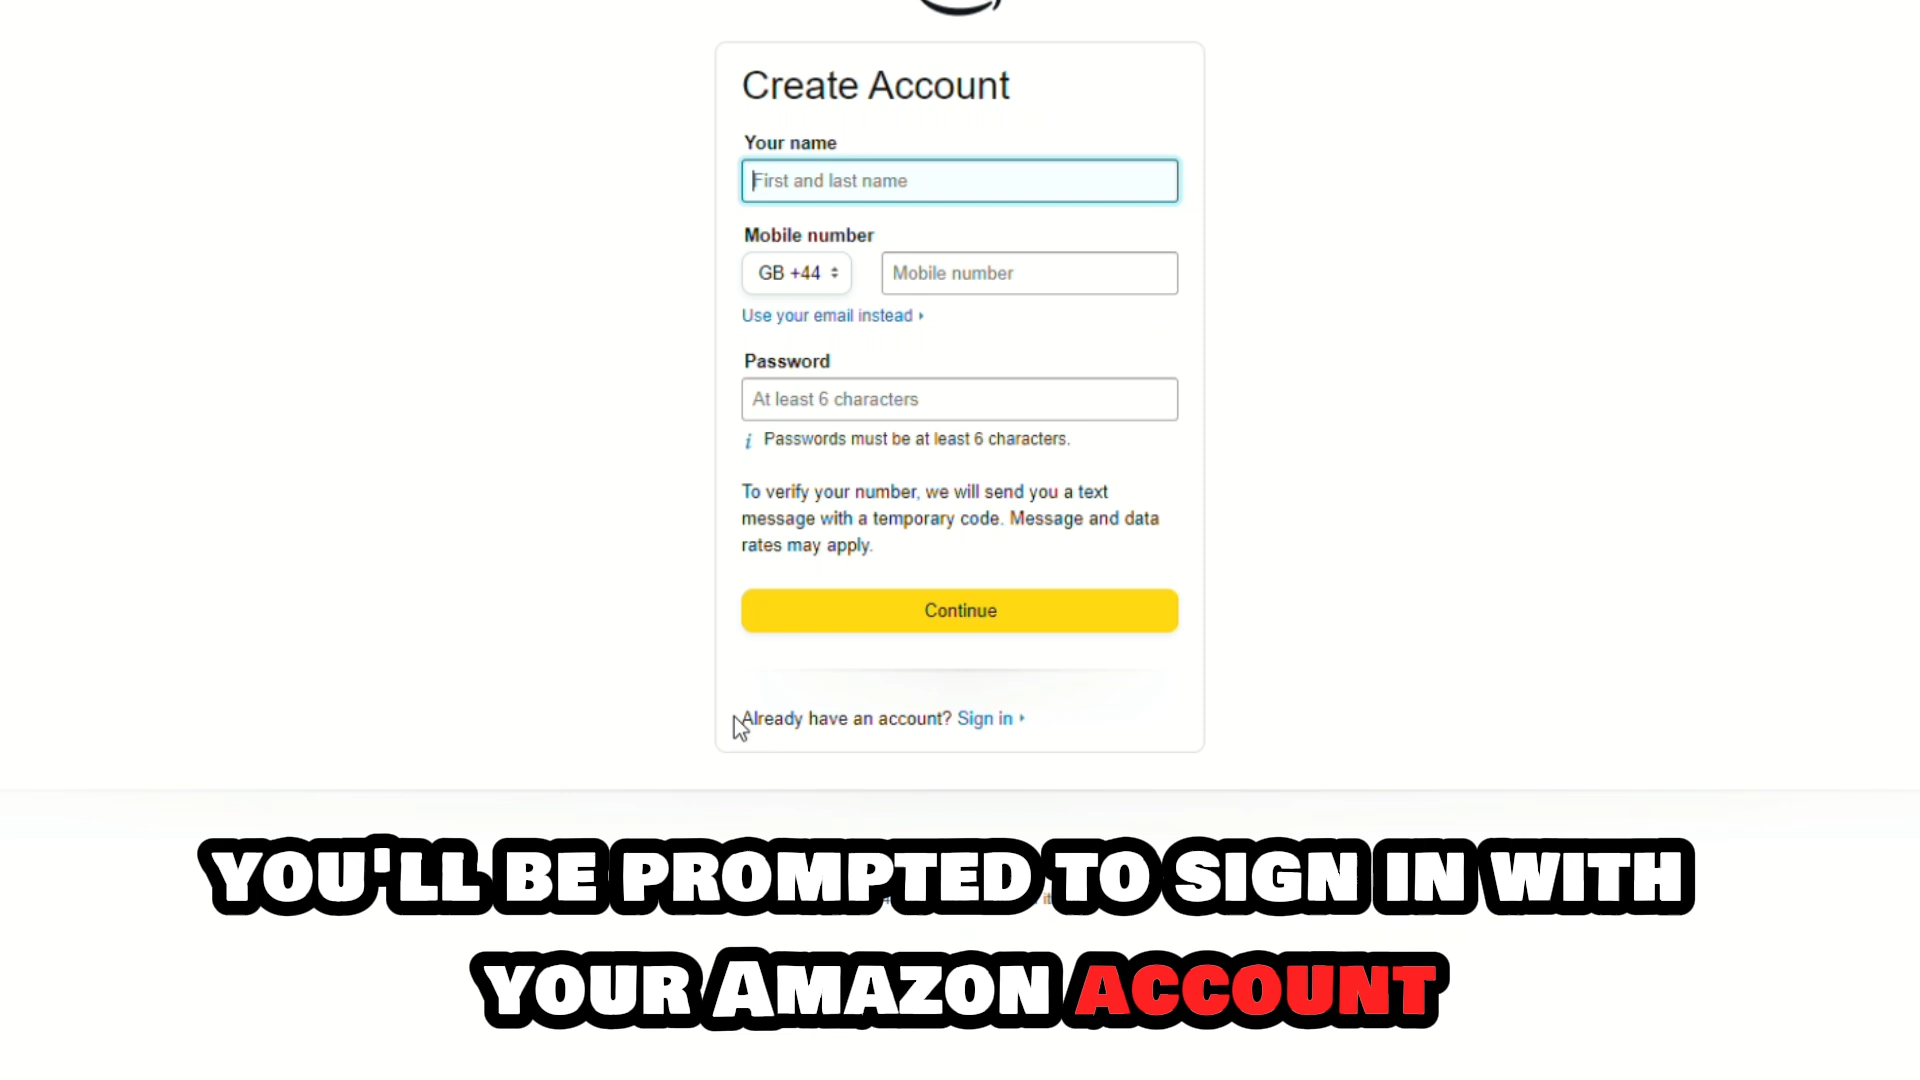 Create Account
Your name
First and last name
Mobile number
GB +44
Mobile number
Use your email instead
Password
At least 6 characters
i Passwords must be at least 6 characters.
To verify your number, we will send you a text
message with a temporary code. Message and data
rates may apply.
Continue
Already have an account? Sign in
YOU'LL BE PROMPTED TO SIGN IN WITH
YOUR AMAZON ACCOUNT